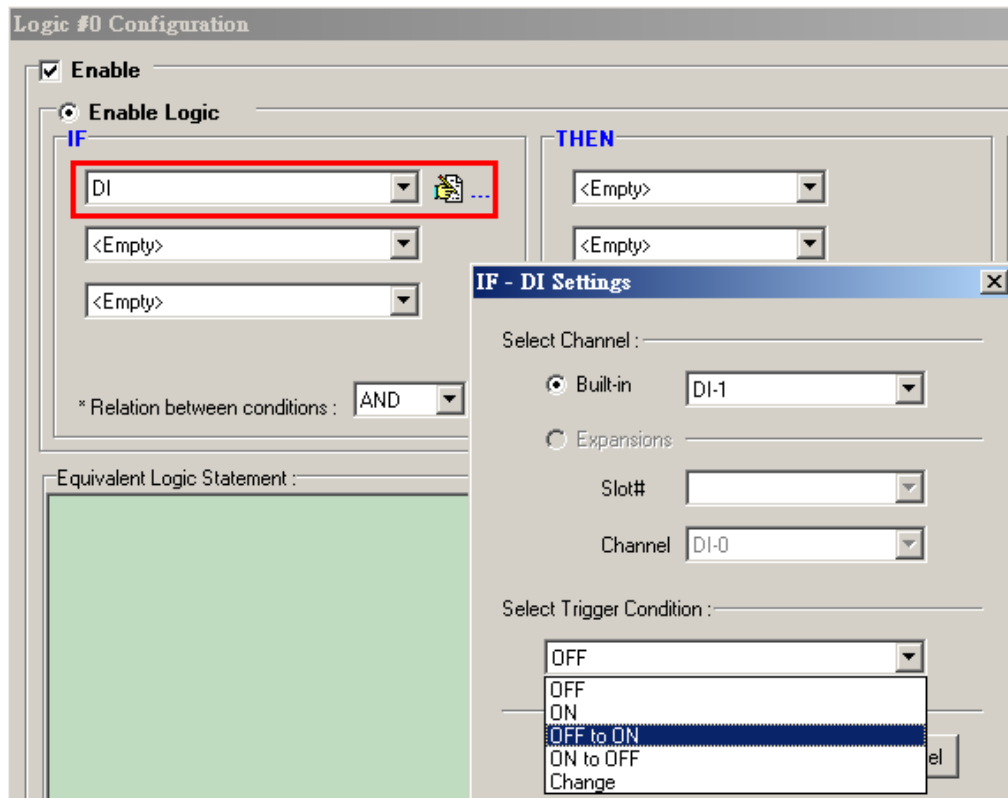 Logic #0 Configuration
Enable
Enable Logic
IF
DI
...
<Empty>
<Empty>
* Relation between conditions :
AND
THEN
<Empty>
<Empty>
Equivalent Logic Statement :
IF - DI Settings
Select Channel :
Built-in
DI-1
Expansions
Slot#
Channel
DI-0
Select Trigger Condition :
OFF
OFF
ON
OFF to ON
ON to OFF
Change
el